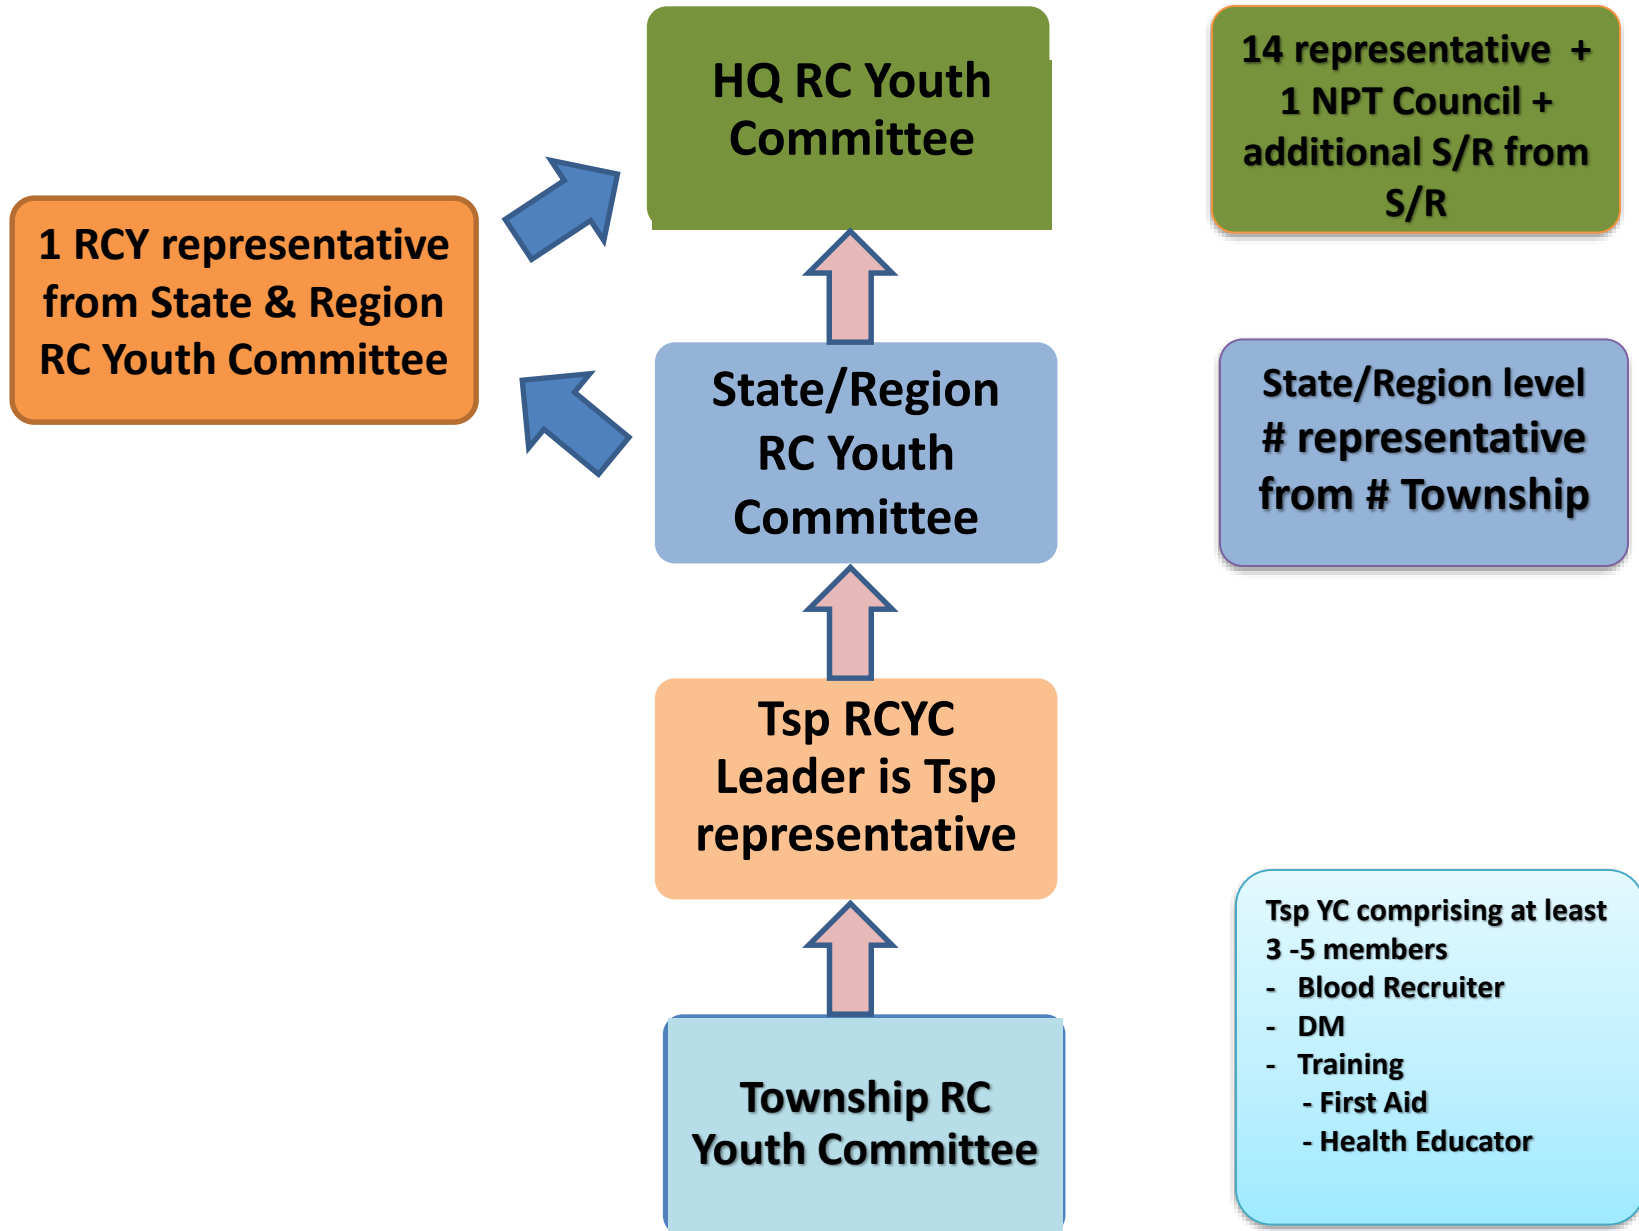 HQ RC Youth
Committee
14 representative +
1 NPT Council +
additional S/R from
S/R
1 RCY representative
from State & Region
RC Youth Committee
State/Region
RC Youth
Committee
State/Region level
# representative
from # Township
Tsp RCYC
Leader is Tsp
representative
Tsp YC comprising at least
3 -5 members
- Blood Recruiter
- DM
- Training
- First Aid
- Health Educator
Township RC
Youth Committee